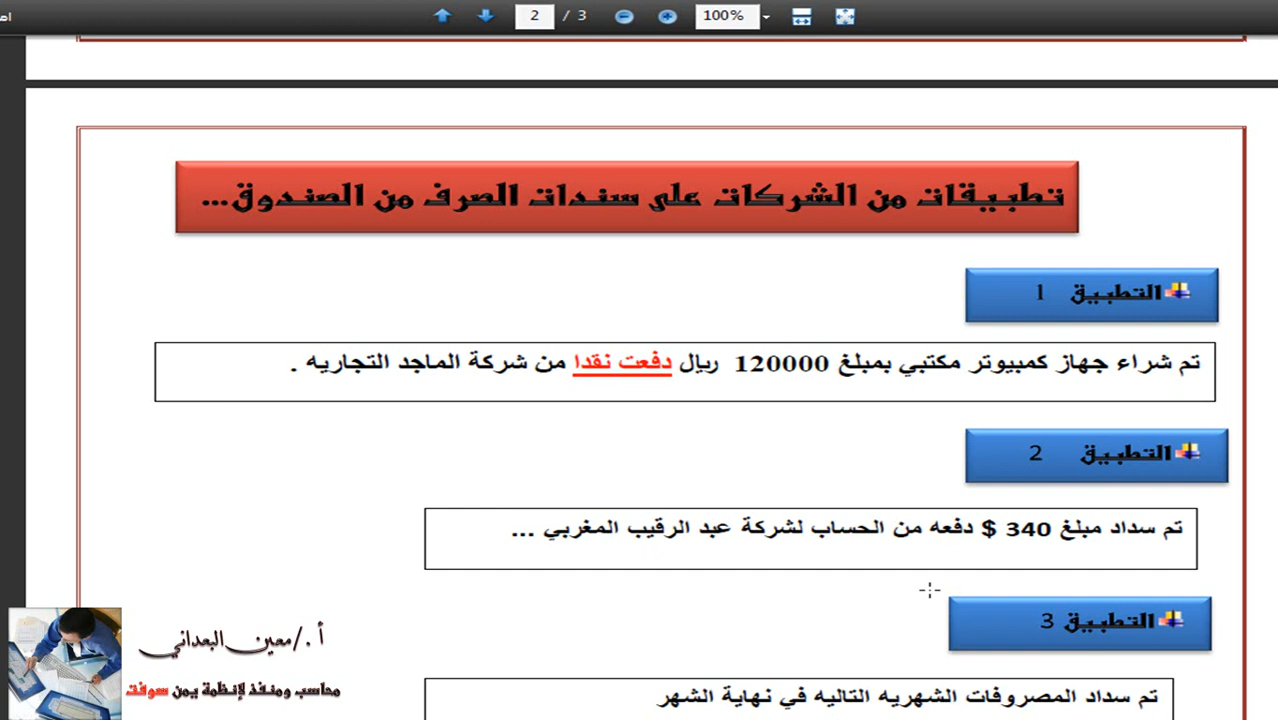 2 / 3
100%
تطبيقات من الشركات على سندات الصرف من الصندوق...
التطبيق 1
تم شراء جهاز كمبيوتر مكتبي بمبلغ 120000 ريال دفعت نقدا من شركة الماجد التجاريه .
التطبيق 2
تم سداد مبلغ 340 $ دفعه من الحساب لشركة عبد الرقيب المغربي ...
التطبيق 3
تم سداد المصروفات الشهريه التاليه في نهاية الشهر
أ./معين البعداني
محاسب ومنفذ لإنظمة يمن سوفت